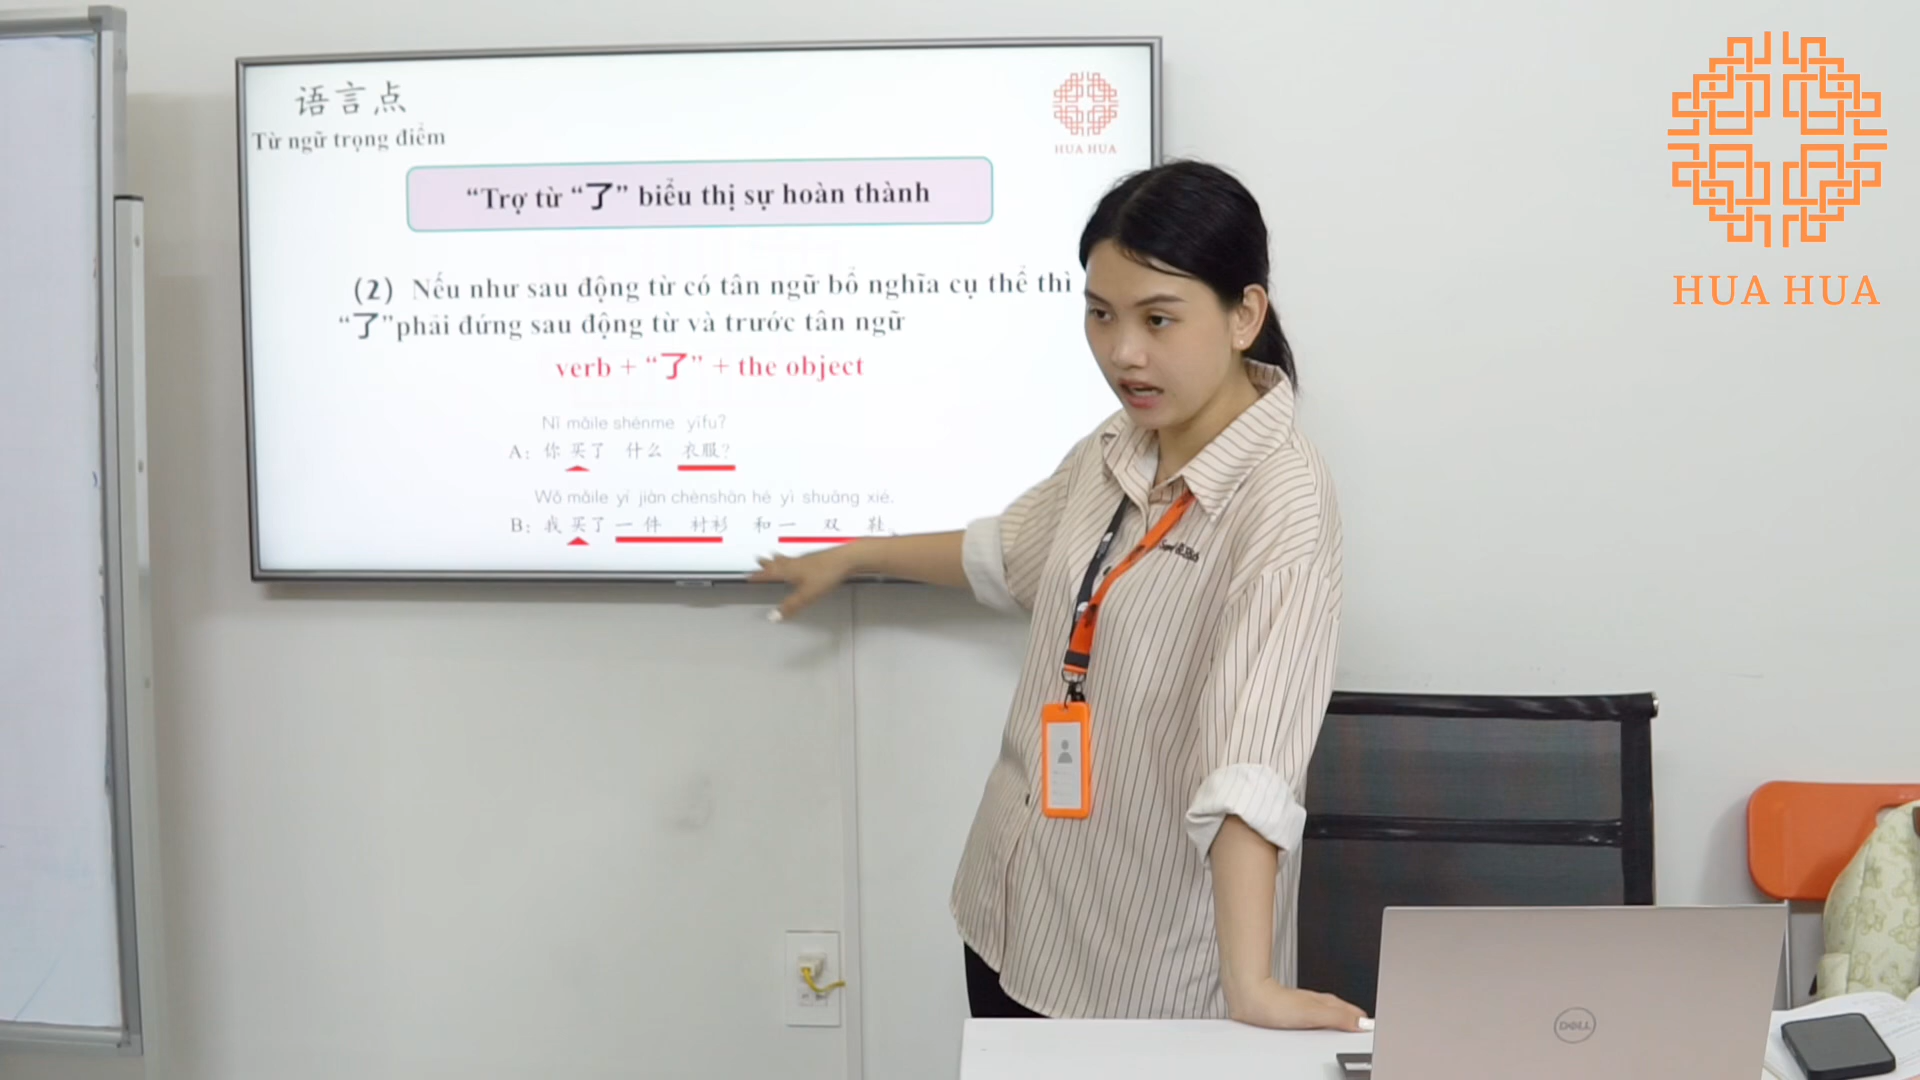 语言点
Từ ngữ trọng điểm
HUA HUA
“Trợ từ “了” biểu thị sự hoàn thành
(2) Nếu như sau động từ có tân ngữ bổ nghĩa cụ thể thì
“了”phải đứng sau động từ và trước tân ngữ
verb + “了” + the object
Nǐ mǎile shénme yīfu?
A: 你 买了 什么 衣服?
Wǒ mǎile yí jiàn chènshān hé yì shuāng xié.
B: 我 买了 一 件 衬衫 和 一 双 鞋。
HUA HUA
DELL